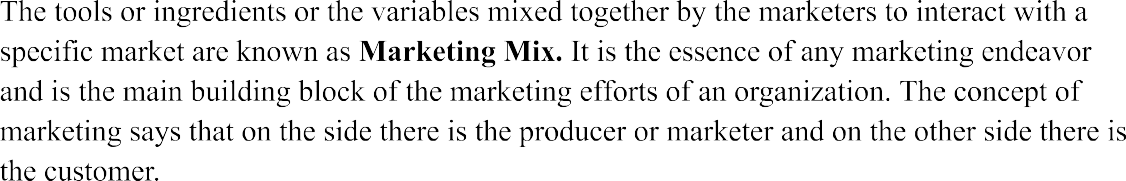 The tools or ingredients or the variables mixed together by the marketers to interact with a
specific market are known as Marketing Mix. It is the essence of any marketing endeavor
and is the main building block of the marketing efforts of an organization. The concept of
marketing says that on the side there is the producer or marketer and on the other side there is
the customer.